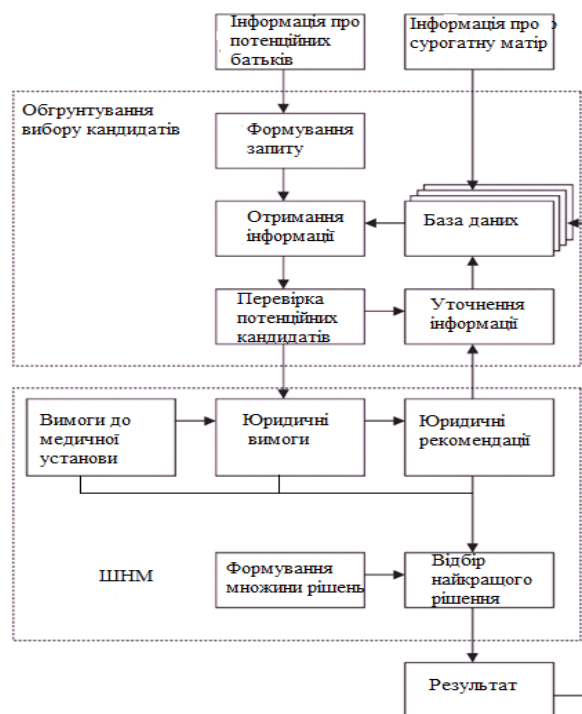 Інформація про
потенційних
батьків
Інформація про
сурогатну матір
Обгрунтування
вибору кандидатів
Формування
запиту
Отримання
інформації
База даних
Перевірка
потенційних
кандидатів
Уточнення
інформації
Вимоги до
медичної
установи
Юридичні
вимоги
Юридичні
рекомендації
ШНМ
Формування
множини рішень
Відбір
найкращого
рішення
Результат